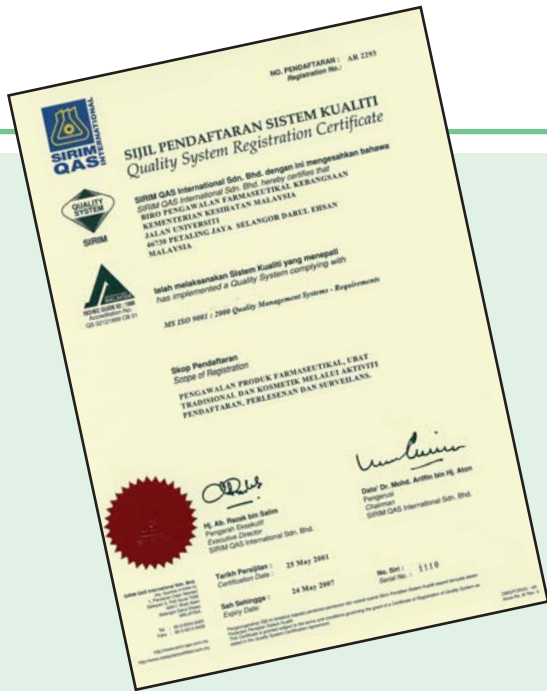 NO. PENDAFTARAN : AR 2293
Registration No.:
SIRIM
QAS
INTERNATIONAL
SIJIL PENDAFTARAN SISTEM KUALITI
Quality System Registration Certificate
QUALITY
SYSTEM
SIRIM
SIRIM QAS International Sdn. Bhd. dengan ini mengesahkan bahawa
SIRIM QAS International Sdn. Bhd. hereby certifies that
BIRO PENGAWALAN FARMASEUTIKAL KEBANGSAAN
KEMENTERIAN KESIHATAN MALAYSIA
JALAN UNIVERSITI
46730 PETALING JAYA SELANGOR DARUL EHSAN
MALAYSIA
telah melaksanakan Sistem Kualiti yang menepati
has implemented a Quality System complying with
Accreditation No.
MS ISO 9001 : 2000 Quality Management Systems - Requirements
Skop Pendaftaran
Scope of Registration
PENGAWALAN PRODUK FARMASEUTIKAL, UBAT
TRADISIONAL DAN KOSMETIK MELALUI AKTIVITI
PENDAFTARAN, PERLESENAN DAN SURVEILANS.
Hj. Ab. Razak bin Salim
Pengarah Eksekutif
Executive Director
SIRIM QAS International Sdn. Bhd.
Dato' Dr. Mohd. Ariffin bin Hj. Aton
Pengerusi
Chairman
SIRIM QAS International Sdn. Bhd.
Tarikh Persijilan : 25 May 2001
Certification Date :
Sah Sehingga : 24 May 2007
Expiry Date:
No. Siri : 1110
Serial No. :
SIRIM QAS International Sdn. Bhd.